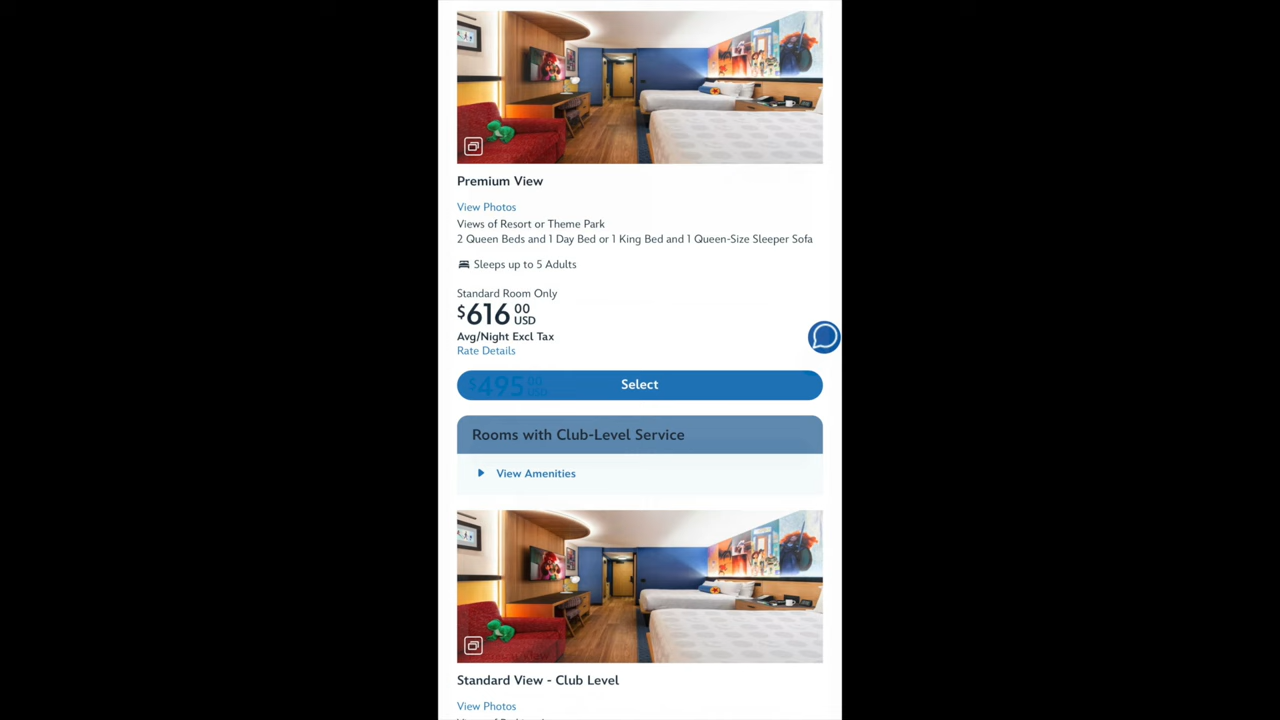 Premium View
View Photos
Views of Resort or Theme Park
2 Queen Beds and 1 Day Bed or 1 King Bed and 1 Queen-Size Sleeper Sofa
Sleeps up to 5 Adults
Standard Room Only
$616 00 USD
Avg/Night Excl Tax
Rate Details
$495 00 USD
Select
Rooms with Club-Level Service
View Amenities
Standard View - Club Level
View Photos